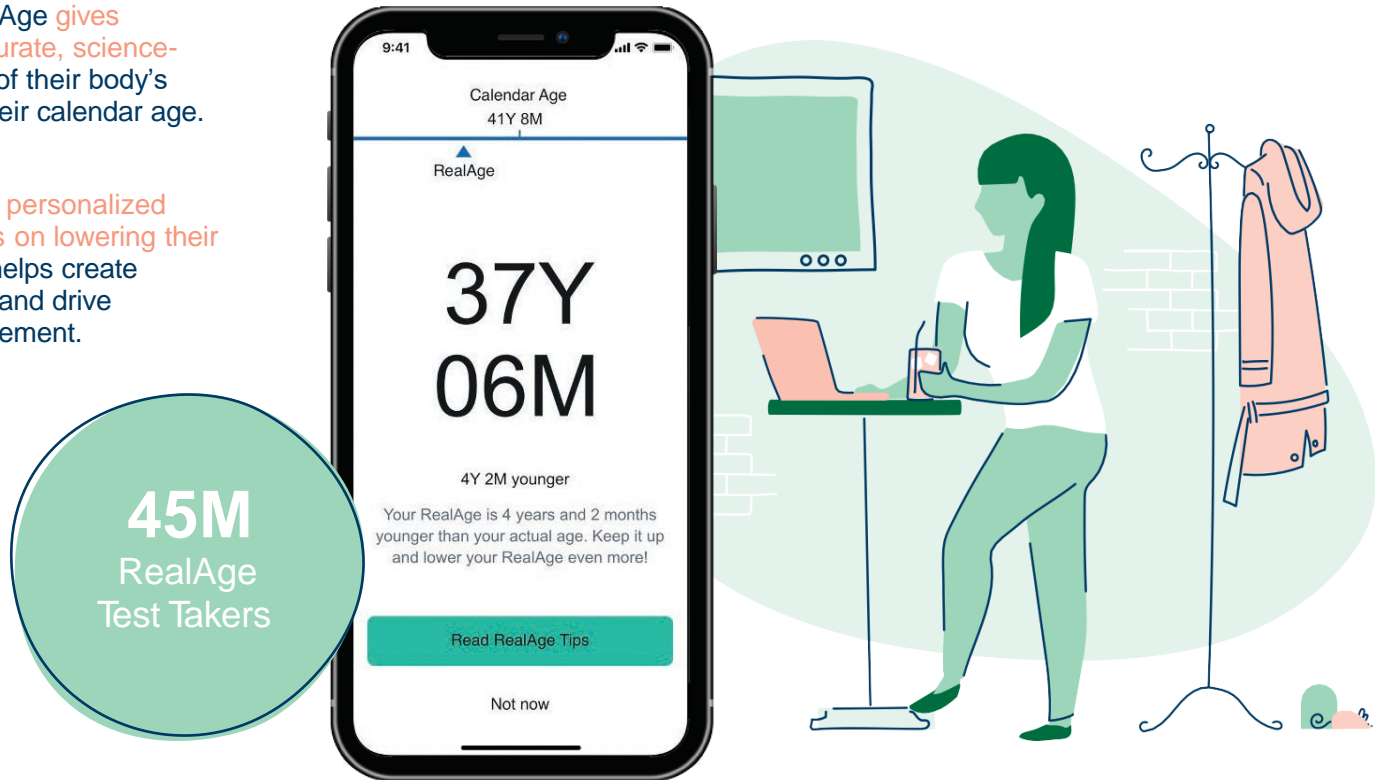 Age gives
urate, science-
of their body's
eir calendar age.
personalized
s on lowering their
helps create
and drive
ement.
45M
RealAge
Test Takers
9:41
Calendar Age
41Y 8M
RealAge
37Y
06M
4Y 2M younger
Your RealAge is 4 years and 2 months
younger than your actual age. Keep it up
and lower your RealAge even more!
Read RealAge Tips
Not now